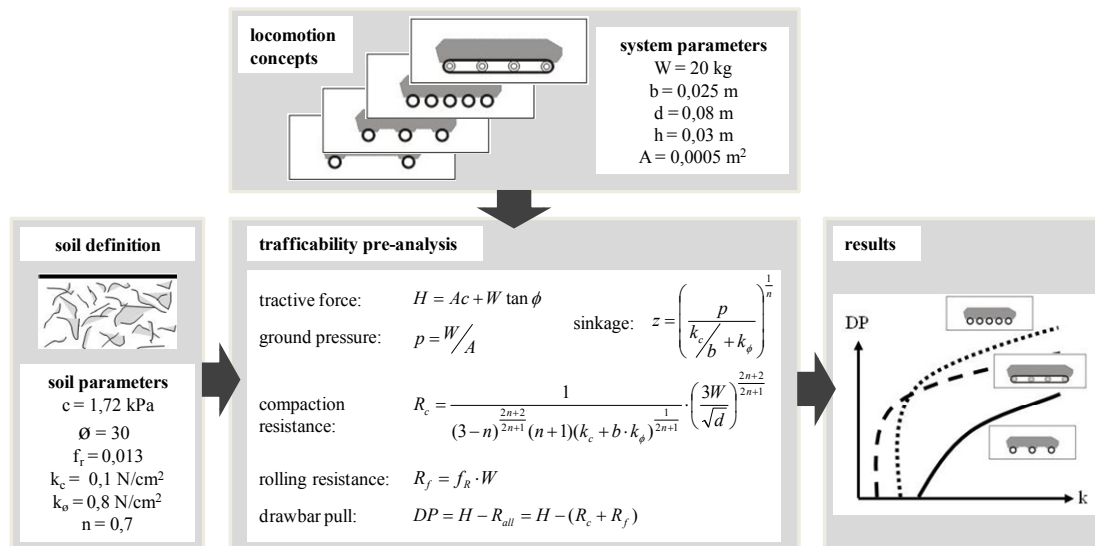 locomotion
concepts
system parameters
W = 20 kg
b = 0,025 m
d = 0,08 m
h = 0,03 m
A = 0,0005 m²
soil definition
soil parameters
c = 1,72 kPa
Ø = 30
f_r = 0,013
k_c = 0,1 N/cm²
k_ø = 0,8 N/cm²
n = 0,7
trafficability pre-analysis
tractive force: H = Ac + W tan ϕ
ground pressure: p = W/A
sinkage: z = (p / (k_c/b + k_ϕ))^(1/n)
compaction
resistance: R_c = 1 / ((3 − n)^((2n+2)/(2n+1)) (n + 1)(k_c + b · k_ϕ)^(1/(2n+1))) · (3W/√d)^((2n+2)/(2n+1))
rolling resistance: R_f = f_R · W
drawbar pull: DP = H − R_all = H − (R_c + R_f)
results
DP
k